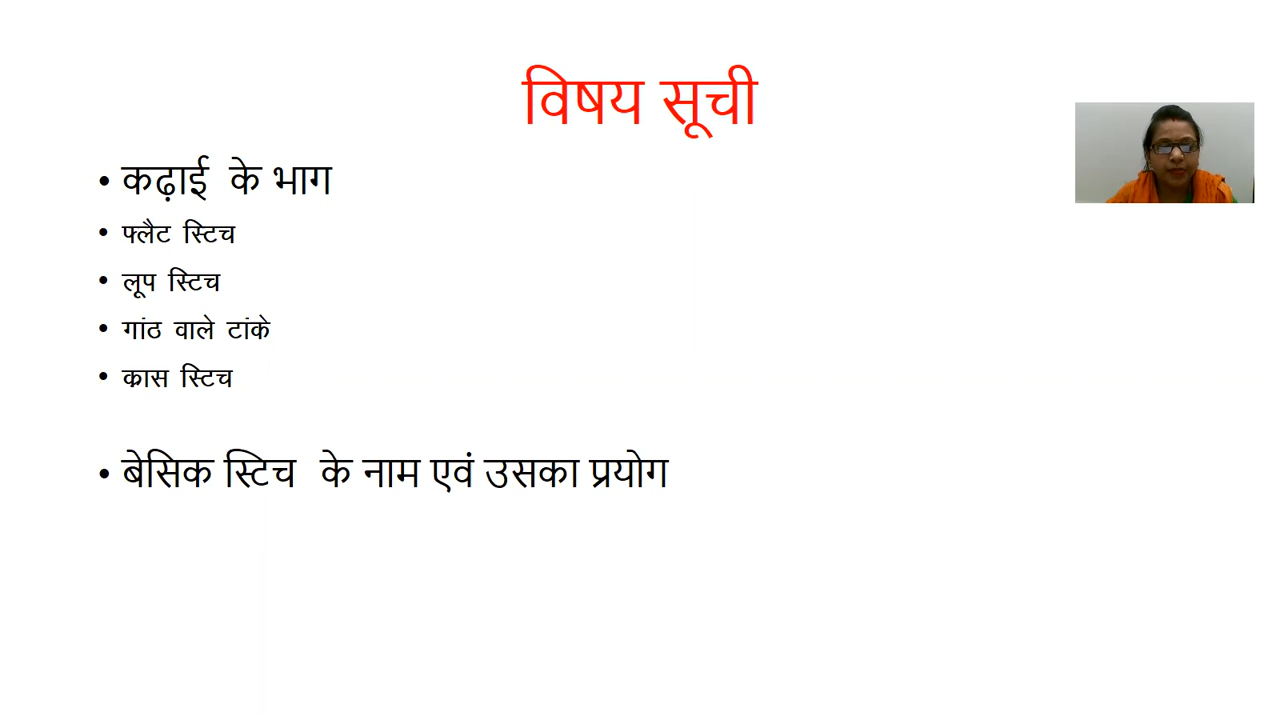 विषय सूची
• कढ़ाई के भाग
• फ्लैट स्टिच
• लूप स्टिच
• गांठ वाले टांके
• क्रास स्टिच
• बेसिक स्टिच के नाम एवं उसका प्रयोग